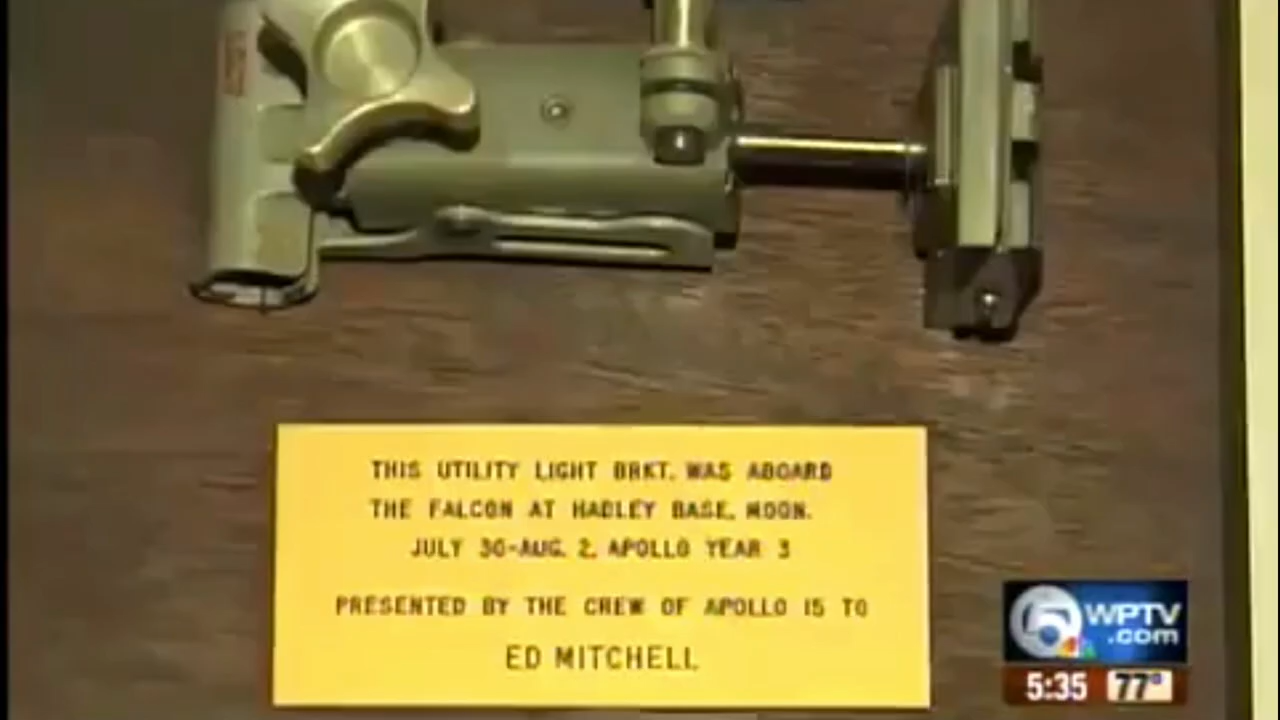 THIS UTILITY LIGHT BRKT. WAS ABOARD
THE FALCON AT HADLEY BASE, MOON.
JULY 30-AUG. 2, APOLLO YEAR 3
PRESENTED BY THE CREW OF APOLLO 15 TO
ED MITCHELL
5 WPTV
.com
5:35 77°